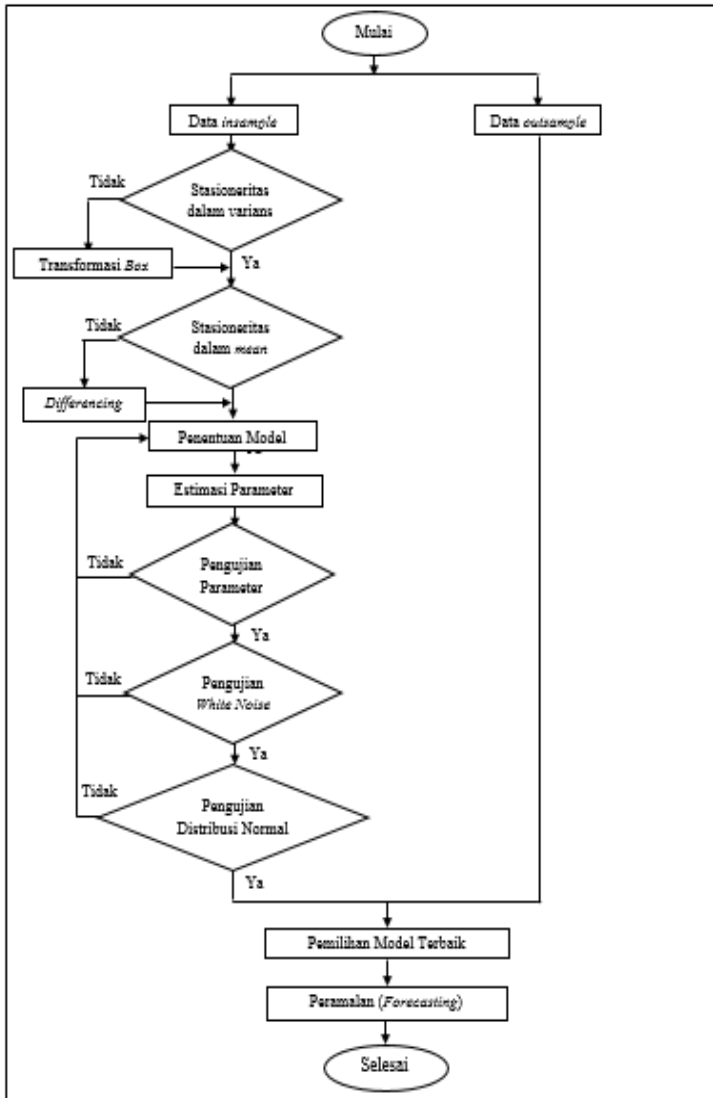 Mulai
Data insample
Data outsample
Tidak
Stasioneritas
dalam varians
Transformasi Box
Ya
Tidak
Stasioneritas
dalam mean
Differencing
Penentuan Model
Estimasi Parameter
Tidak
Pengujian
Parameter
Ya
Tidak
Pengujian
White Noise
Ya
Tidak
Pengujian
Distribusi Normal
Ya
Pemilihan Model Terbaik
Peramalan (Forecasting)
Selesai